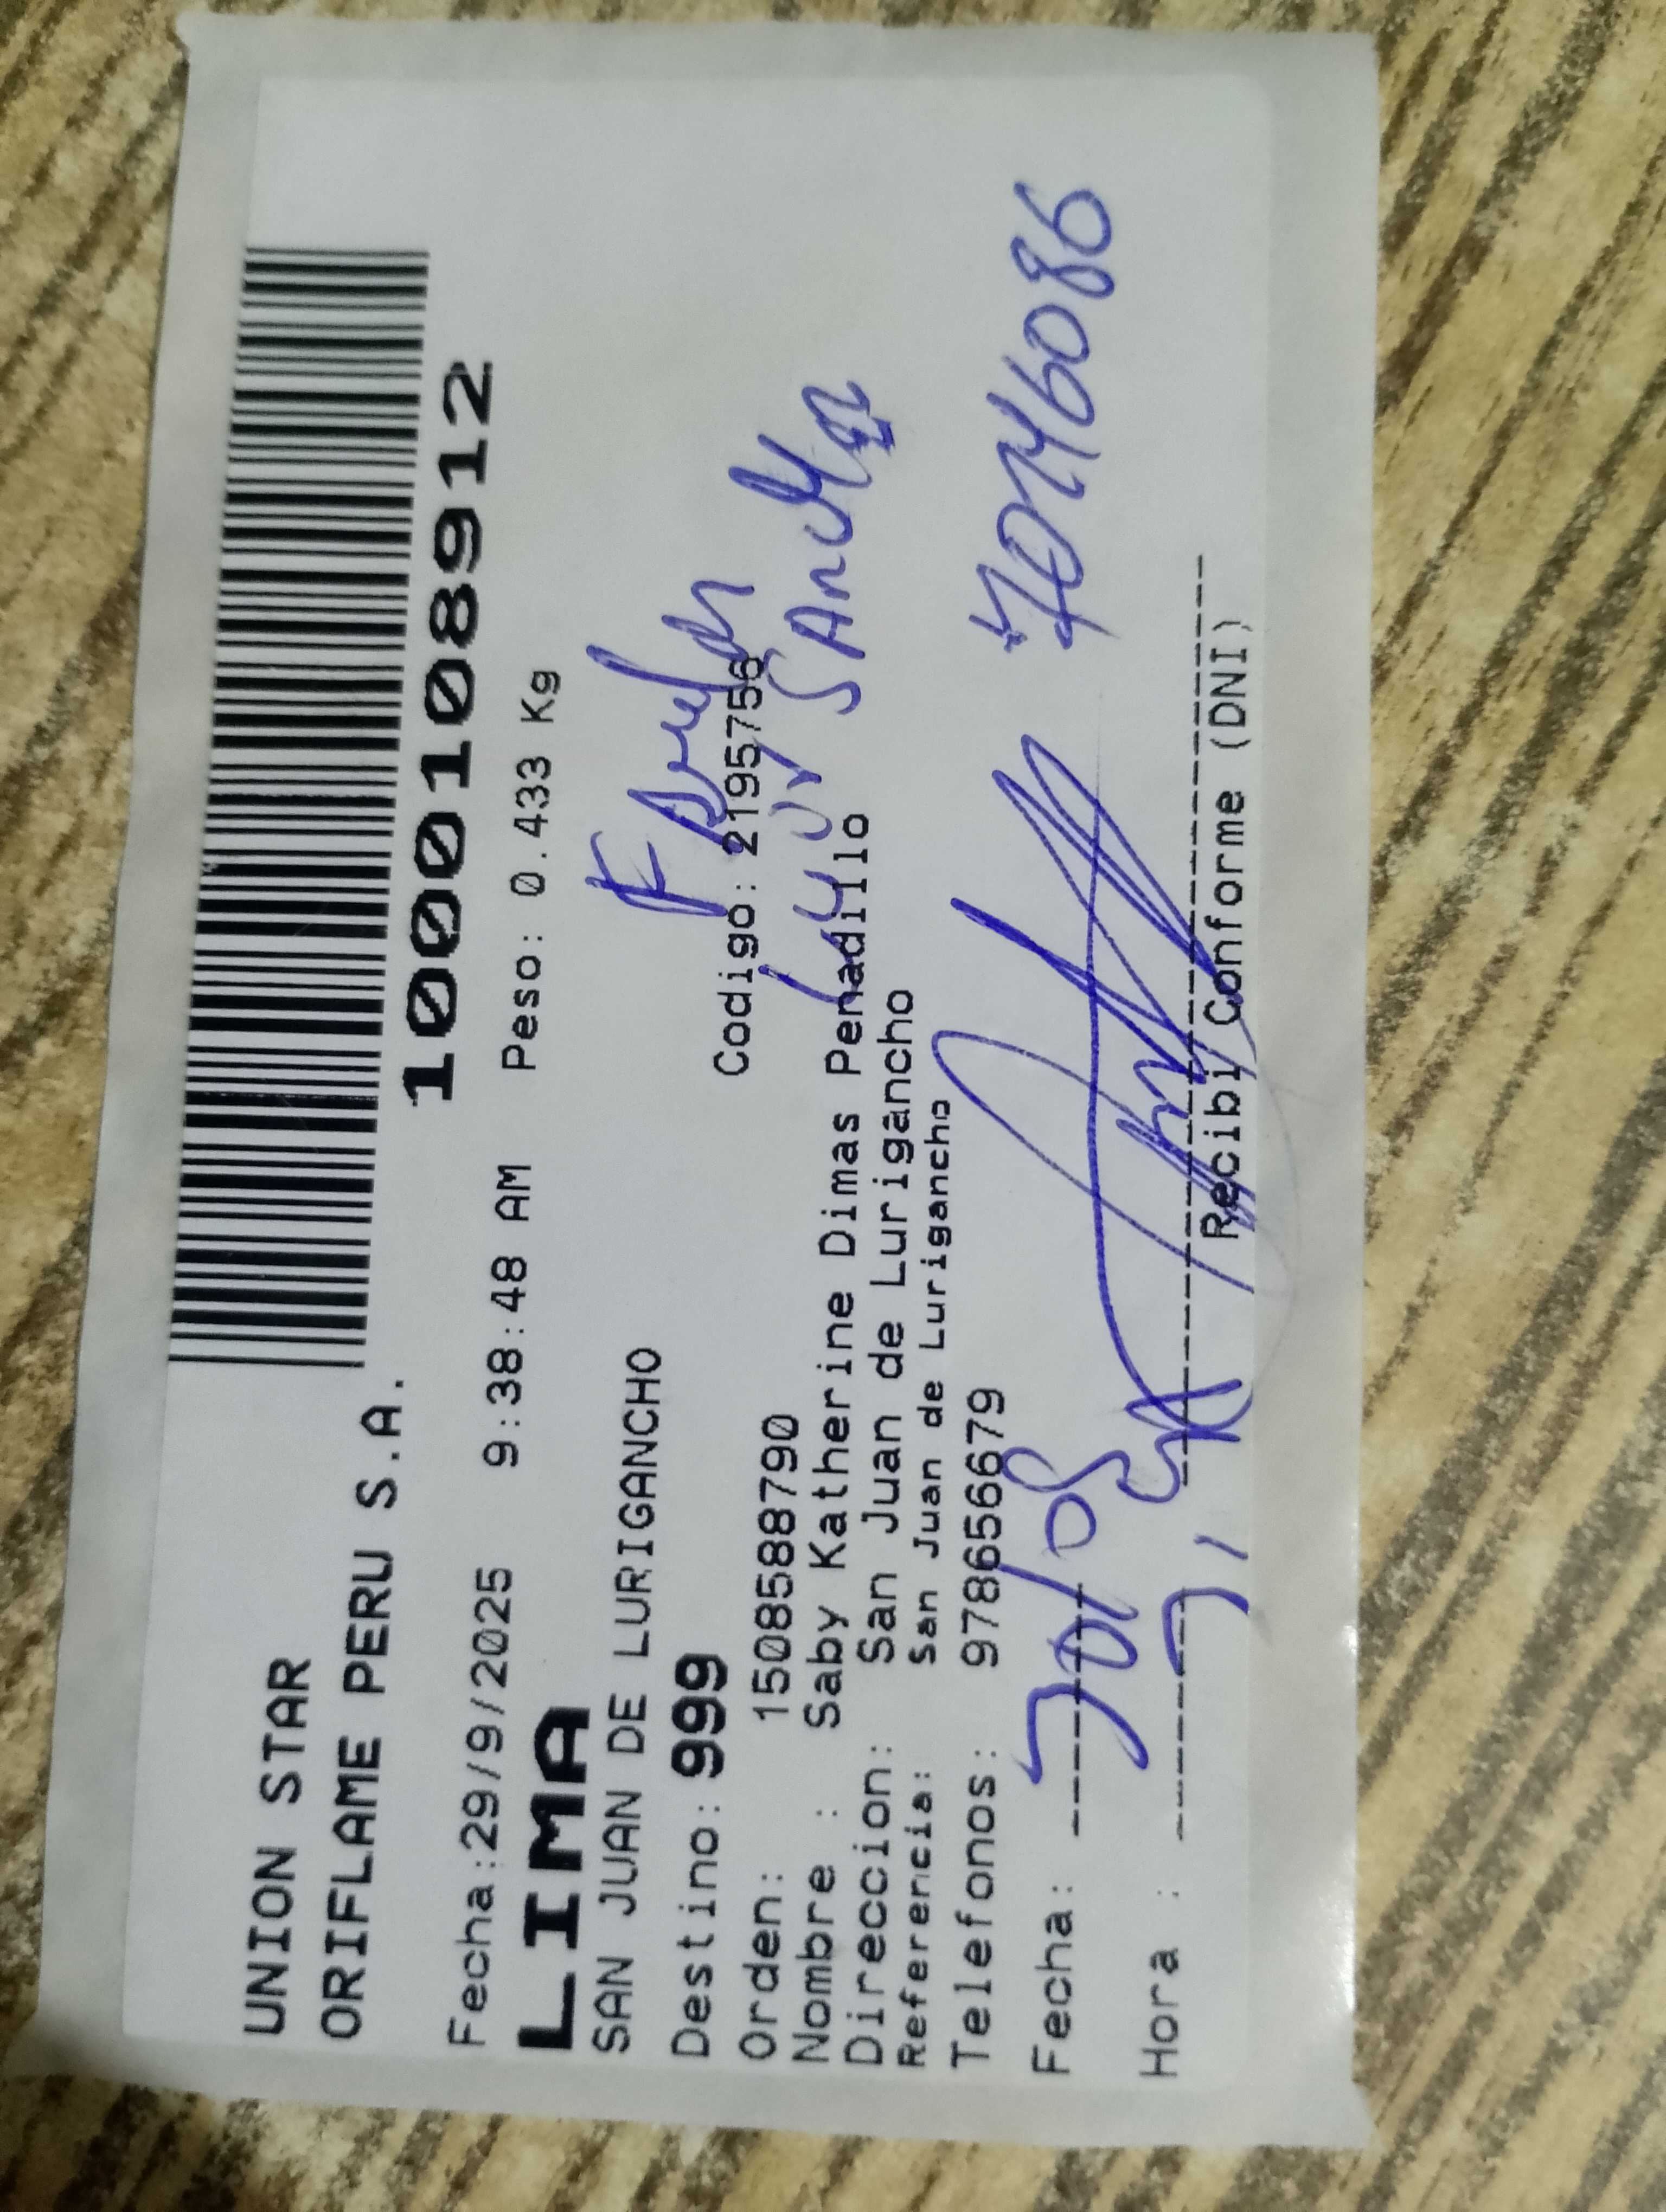 UNION STAR
ORIFLAME PERU S.A.
1000108912
Fecha:29/9/2025 9:38:48 AM Peso: 0.433 Kg
LIMA
SAN JUAN DE LURIGANCHO
Destino: 999
Orden: 150858790 Codigo: 2195756
Nombre : Saby Katherine Dimas Penadillo
Direccion: San Juan de Lurigancho
Referencia: San Juan de Lurigancho
Telefonos: 978656679
Fecha:
Hora :
Recibi Conforme (DNI)